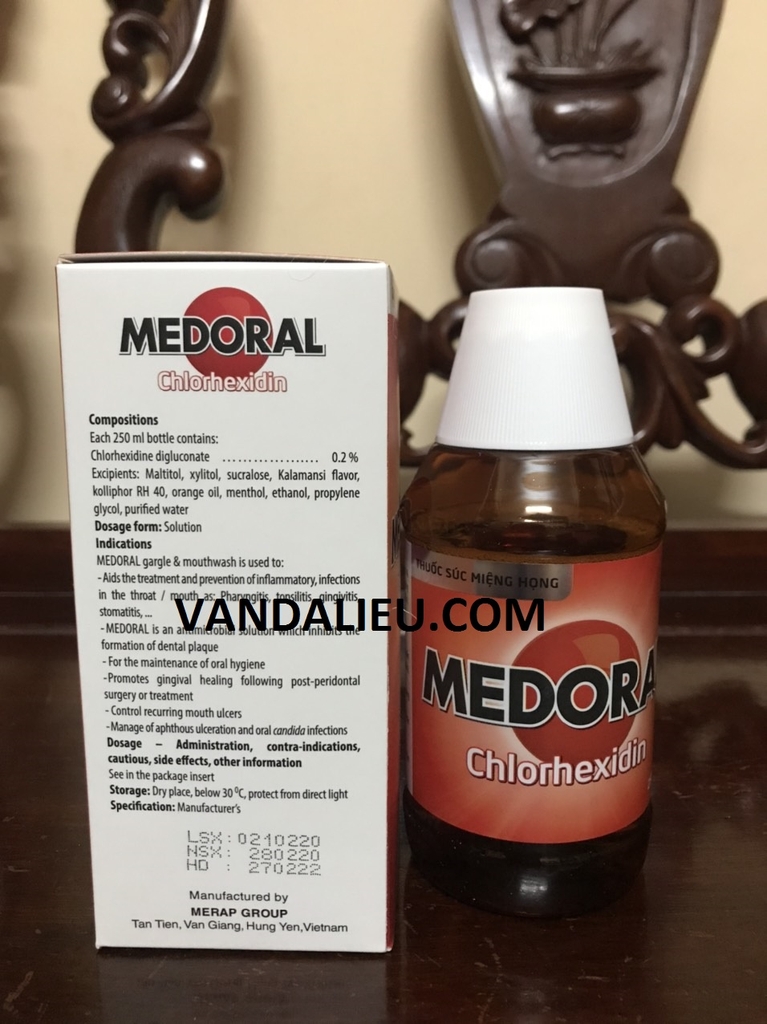 MEDORAL
Chlorhexidin
Compositions
Each 250 ml bottle contains:
Chlorhexidine digluconate ...................... 0.2 %
Excipients: Maltitol, xylitol, sucralose, Kalamansi flavor,
kolliphor RH 40, orange oil, menthol, ethanol, propylene
glycol, purified water
Dosage form: Solution
Indications
MEDORAL gargle & mouthwash is used to:
- Aids the treatment and prevention of inflammatory, infections
in the throat / mouth as: Pharyngitis, tonsilitis, gingivitis,
stomatitis, ...
- MEDORAL is an antimicrobial solution which inhibits the
formation of dental plaque
- For the maintenance of oral hygiene
- Promotes gingival healing following post-peridontal
surgery or treatment
- Control recurring mouth ulcers
- Manage of aphthous ulceration and oral candida infections
Dosage – Administration, contra-indications,
cautious, side effects, other information
See in the package insert
Storage: Dry place, below 30 ⁰C, protect from direct light
Specification: Manufacturer's
LSX : 0210220
NSX : 280220
HD : 270222
Manufactured by
MERAP GROUP
Tan Tien, Van Giang, Hung Yen, Vietnam
VANDALIEU.COM
THUỐC SÚC MIỆNG HỌNG
MEDORA
Chlorhexidin